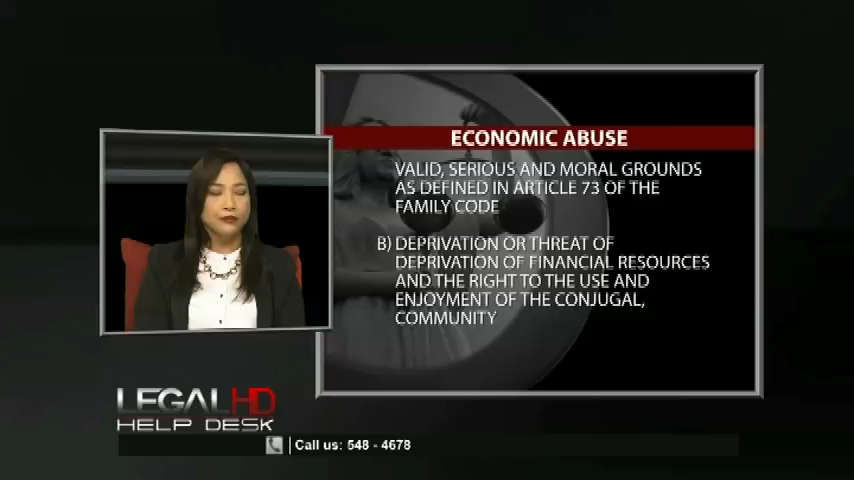 ECONOMIC ABUSE
VALID, SERIOUS AND MORAL GROUNDS
AS DEFINED IN ARTICLE 73 OF THE
FAMILY CODE
B) DEPRIVATION OR THREAT OF
DEPRIVATION OF FINANCIAL RESOURCES
AND THE RIGHT TO THE USE AND
ENJOYMENT OF THE CONJUGAL,
COMMUNITY
LEGALHD
HELP DESK
Call us: 548 - 4678